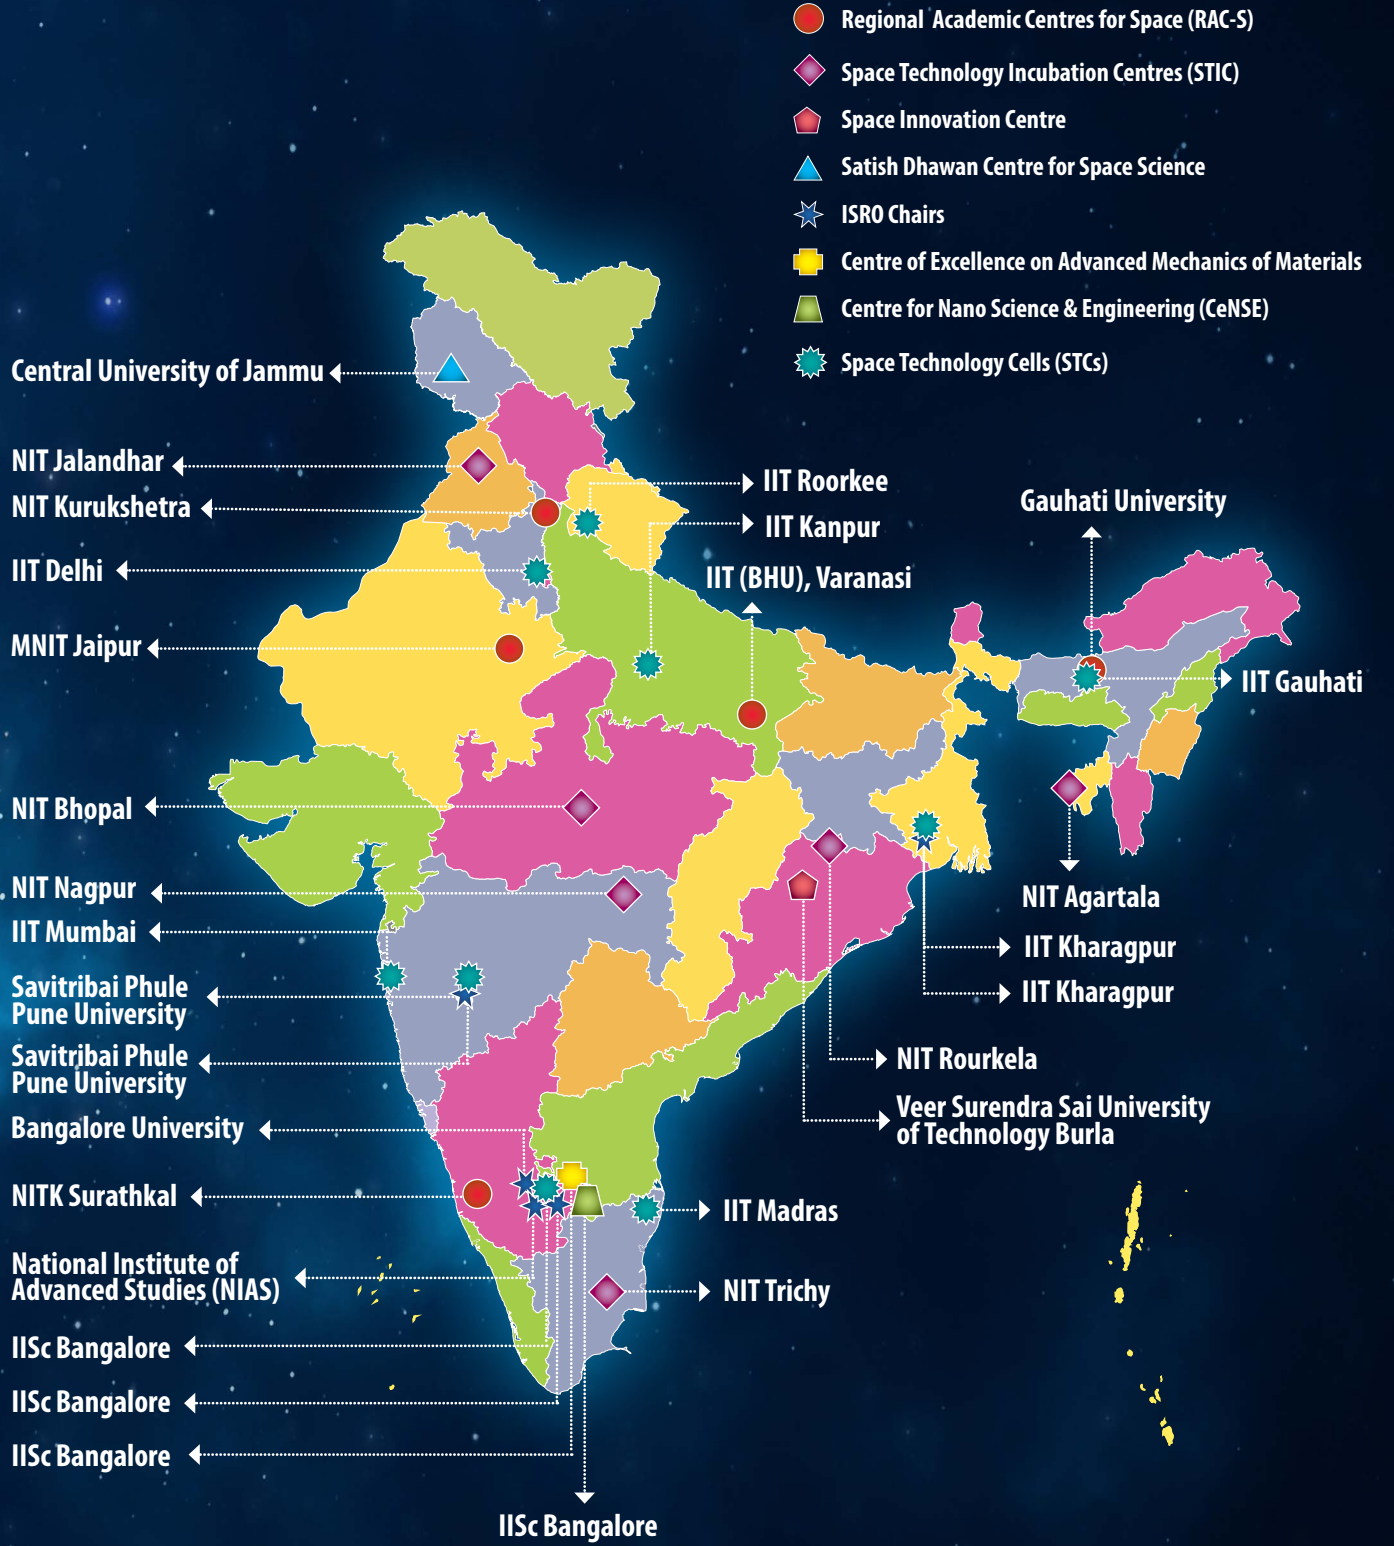 Regional Academic Centres for Space (RAC-S)
Space Technology Incubation Centres (STIC)
Space Innovation Centre
Satish Dhawan Centre for Space Science
ISRO Chairs
Centre of Excellence on Advanced Mechanics of Materials
Centre for Nano Science & Engineering (CeNSE)
Space Technology Cells (STCs)
Central University of Jammu
NIT Jalandhar
NIT Kurukshetra
IIT Delhi
MNIT Jaipur
NIT Bhopal
NIT Nagpur
IIT Mumbai
Savitribai Phule
Pune University
Savitribai Phule
Pune University
Bangalore University
NITK Surathkal
National Institute of
Advanced Studies (NIAS)
IISc Bangalore
IISc Bangalore
IISc Bangalore
IISc Bangalore
IIT Roorkee
IIT Kanpur
IIT (BHU), Varanasi
Gauhati University
IIT Gauhati
NIT Agartala
IIT Kharagpur
IIT Kharagpur
NIT Rourkela
Veer Surendra Sai University
of Technology Burla
IIT Madras
NIT Trichy